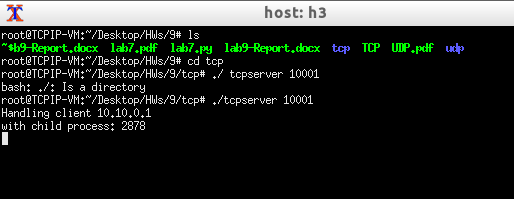 host: h3
root@TCPIP-VM:~/Desktop/HWs/9# ls
~$b9-Report.docx lab7.pdf lab7.py lab9-Report.docx tcp TCP UDP.pdf udp
root@TCPIP-VM:~/Desktop/HWs/9# cd tcp
root@TCPIP-VM:~/Desktop/HWs/9/tcp# ./ tcpserver 10001
bash: ./: Is a directory
root@TCPIP-VM:~/Desktop/HWs/9/tcp# ./tcpserver 10001
Handling client 10.10.0.1
with child process: 2878